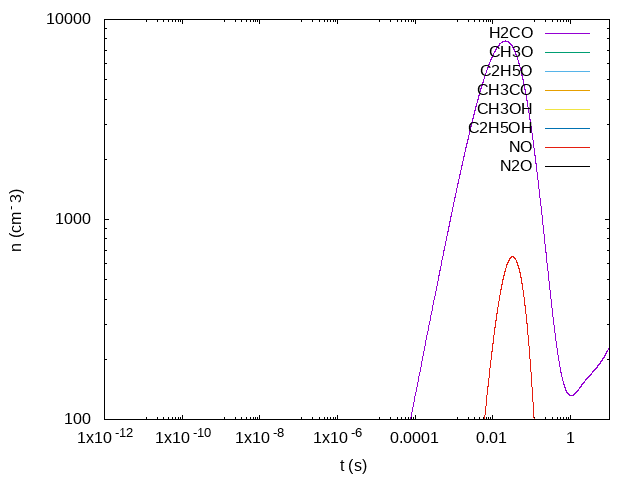 10000
1000
100
n (cm-3)
H2CO
CH3O
C2H5O
CH3CO
CH3OH
C2H5OH
NO
N2O
1x10-12 1x10-10 1x10-8 1x10-6 0.0001 0.01 1
t (s)